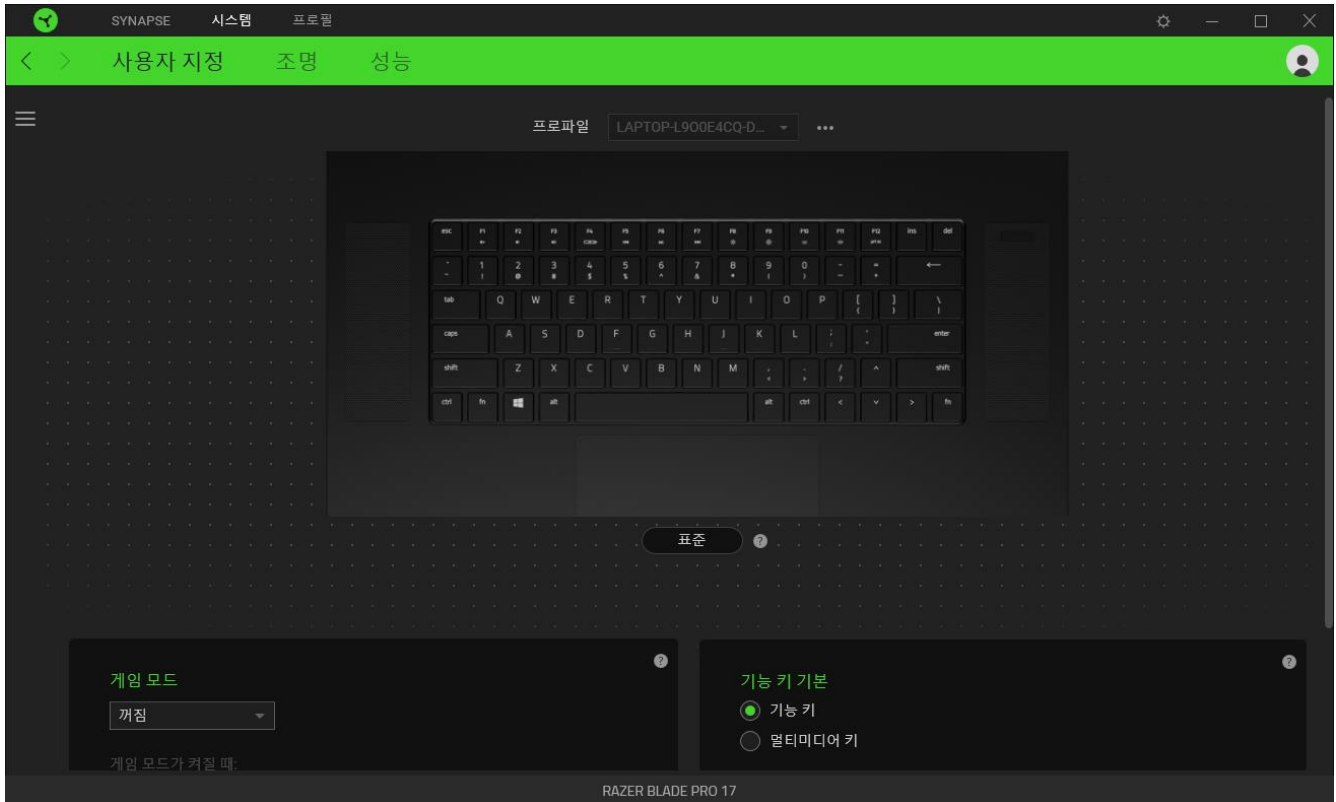 SYNAPSE 시스템 프로필
사용자 지정 조명 성능
프로파일 LAPTOP-L9O0E4CQ-D... •••
esc F1 F2 F3 F4 F5 F6 F7 F8 F9 F10 F11 F12 ins del
1 2 3 4 5 6 7 8 9 0
tab Q W E R T Y U I O P [ ] \
caps A S D F G H J K L ; enter
shift Z X C V B N M , . / ^ shift
ctrl fn alt alt ctrl < v > fn
표준 ?
게임 모드 ?
꺼짐
게임 모드가 켜질 때:
기능 키 기본 ?
기능 키
멀티미디어 키
RAZER BLADE PRO 17